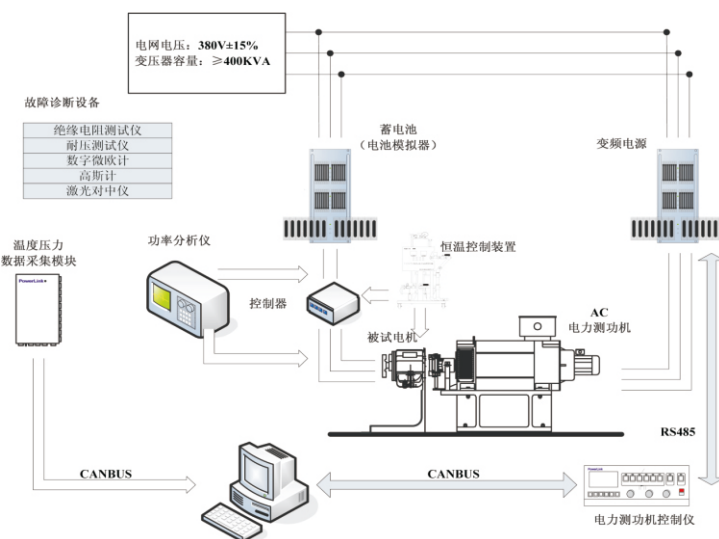 电网电压：380V±15%
变压器容量：≥400KVA
故障诊断设备
绝缘电阻测试仪
耐压测试仪
数字微欧计
高斯计
激光对中仪
蓄电池
（电池模拟器）
变频电源
温度压力
数据采集模块
PowerLink
功率分析仪
恒温控制装置
控制器
被试电机
AC
电力测功机
RS485
CANBUS
CANBUS
电力测功机控制仪